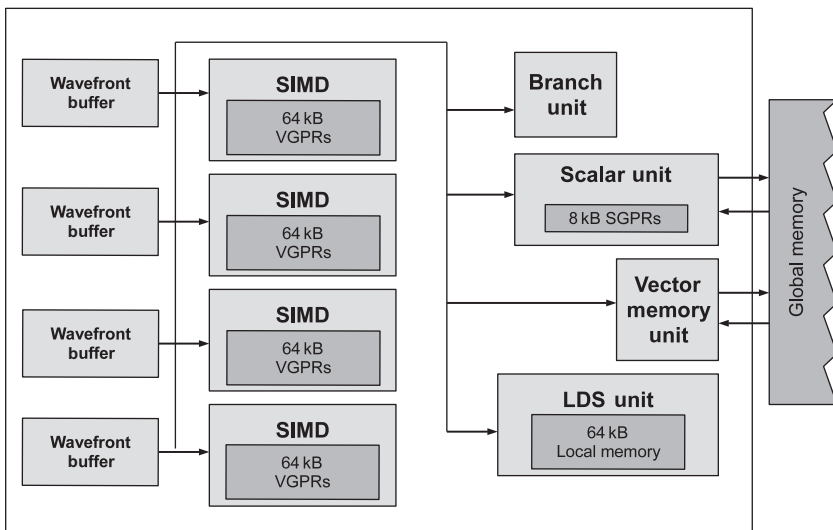 Wavefront
buffer
SIMD
64 kB
VGPRs
Wavefront
buffer
SIMD
64 kB
VGPRs
Wavefront
buffer
SIMD
64 kB
VGPRs
Wavefront
buffer
SIMD
64 kB
VGPRs
Branch
unit
Scalar unit
8 kB SGPRs
Vector
memory
unit
LDS unit
64 kB
Local memory
Global memory